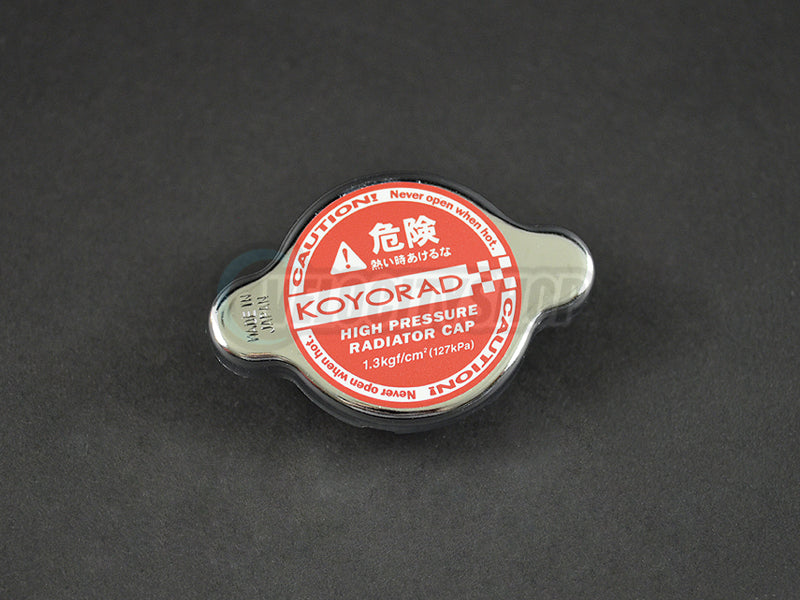 CAUTION!
Never open when hot.
危険
熱い時あけるな
KOYORAD
HIGH PRESSURE
RADIATOR CAP
1.3kgf/cm² (127kPa)
CAUTION!
Never open when hot.
MADE IN
JAPAN